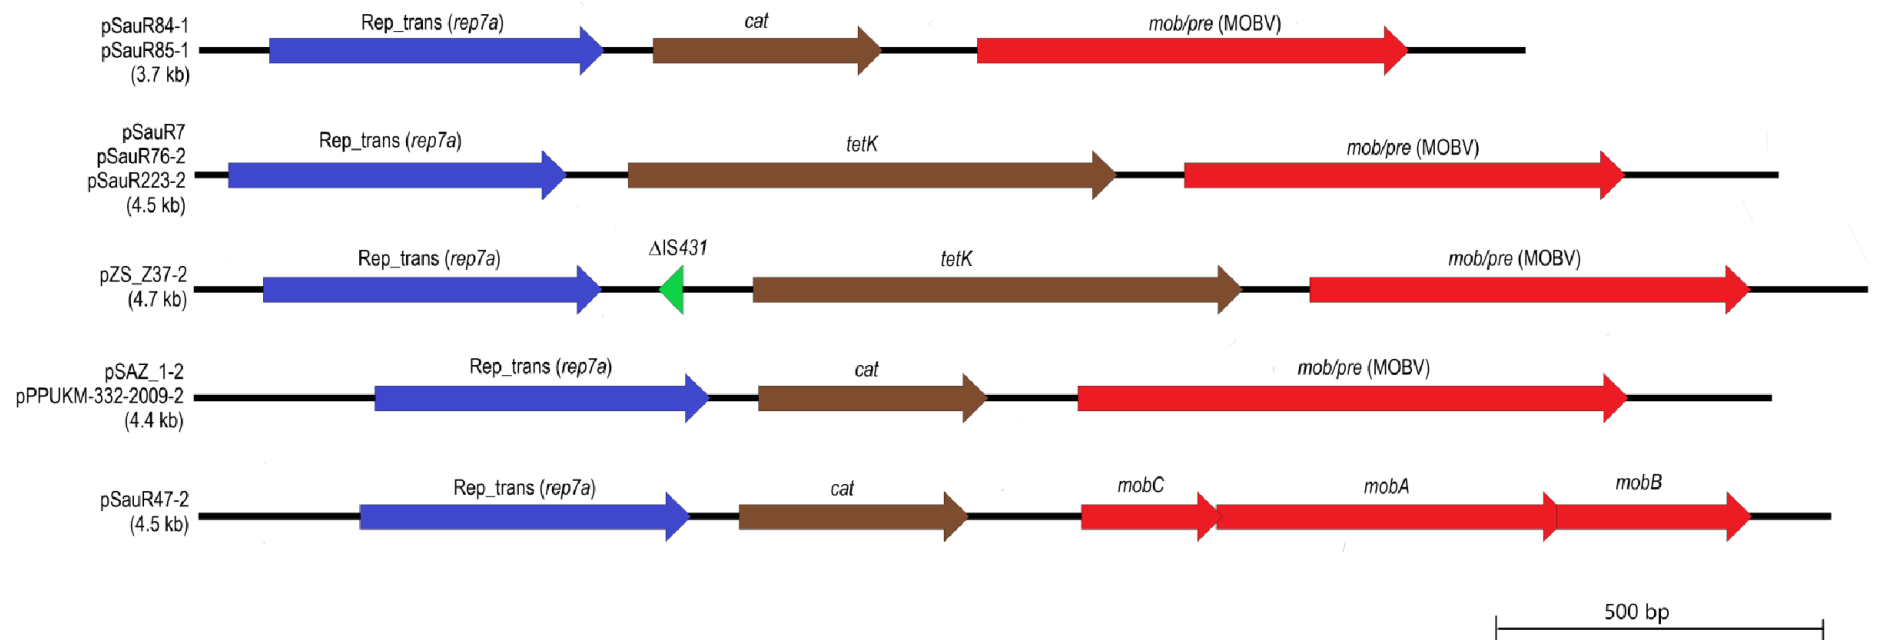 pSauR84-1
pSauR85-1
(3.7 kb)
Rep_trans (rep7a)
cat
mob/pre (MOBV)
pSauR7
pSauR76-2
pSauR223-2
(4.5 kb)
Rep_trans (rep7a)
tetK
mob/pre (MOBV)
pZS_Z37-2
(4.7 kb)
Rep_trans (rep7a)
ΔIS431
tetK
mob/pre (MOBV)
pSAZ_1-2
pPPUKM-332-2009-2
(4.4 kb)
Rep_trans (rep7a)
cat
mob/pre (MOBV)
pSauR47-2
(4.5 kb)
Rep_trans (rep7a)
cat
mobC
mobA
mobB
500 bp